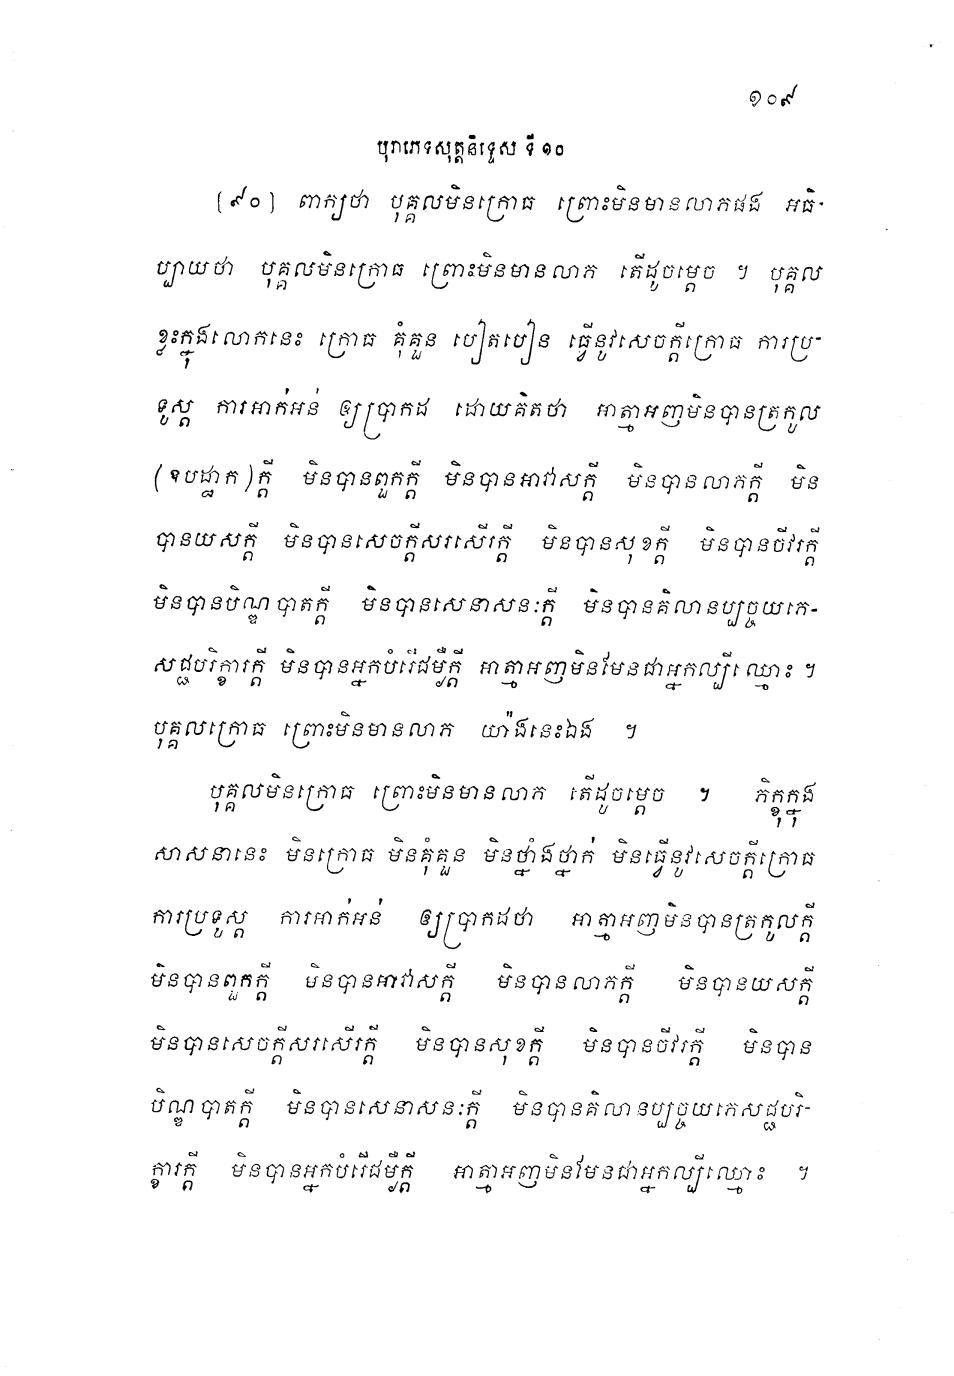 ១០៩
បុរាភេទសុត្តនិទ្ទេស ទី ១០
[៩០] ពាក្យថា បុគ្គលមិនក្រោធ ព្រោះមិនមានលាភផង អធិ-
ប្បាយថា បុគ្គលមិនក្រោធ ព្រោះមិនមានលាភ តើដូចម្តេច ។ បុគ្គល
ខ្លះក្នុងលោកនេះ ក្រោធ គុំគួន បៀតបៀន ធ្វើនូវសេចក្តីក្រោធ ការប្រ-
ទូស្ត ការអាក់អន់ ឲ្យប្រាកដ ដោយគិតថា អាត្មាអញមិនបានត្រកូល
(ឧបដ្ឋាក)ក្តី មិនបានពួកក្តី មិនបានអាវាសក្តី មិនបានលាភក្តី មិន
បានយសក្តី មិនបានសេចក្តីសរសើរក្តី មិនបានសុខក្តី មិនបានចីវរក្តី
មិនបានបិណ្ឌបាតក្តី មិនបានសេនាសនៈក្តី មិនបានគិលានប្បច្ចយភេ-
សជ្ជបរិក្ខារក្តី មិនបានអ្នកបំរើជម្ងឺក្តី អាត្មាអញមិនមែនជាអ្នកល្បីឈ្មោះ ។
បុគ្គលក្រោធ ព្រោះមិនមានលាភ យ៉ាងនេះឯង ។
បុគ្គលមិនក្រោធ ព្រោះមិនមានលាភ តើដូចម្តេច ។ ភិក្ខុក្នុង
សាសនានេះ មិនក្រោធ មិនគុំគួន មិនថ្នាំងថ្នាក់ មិនធ្វើនូវសេចក្តីក្រោធ
ការប្រទូស្ត ការអាក់អន់ ឲ្យប្រាកដថា អាត្មាអញមិនបានត្រកូលក្តី
មិនបានពួកក្តី មិនបានអាវាសក្តី មិនបានលាភក្តី មិនបានយសក្តី
មិនបានសេចក្តីសរសើរក្តី មិនបានសុខក្តី មិនបានចីវរក្តី មិនបាន
បិណ្ឌបាតក្តី មិនបានសេនាសនៈក្តី មិនបានគិលានប្បច្ចយភេសជ្ជបរិ-
ក្ខារក្តី មិនបានអ្នកបំរើជម្ងឺក្តី អាត្មាអញមិនមែនជាអ្នកល្បីឈ្មោះ ។